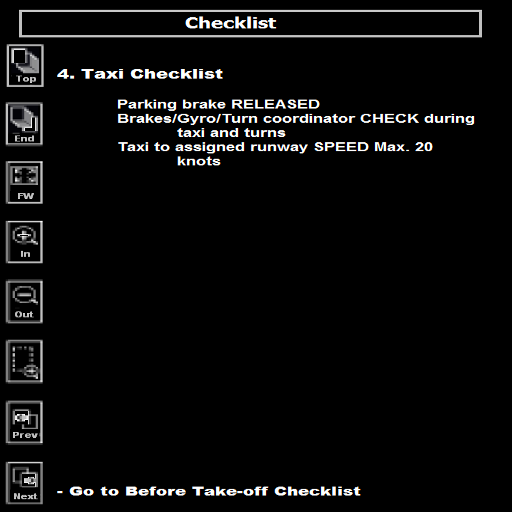 Checklist
Top
4. Taxi Checklist
Parking brake RELEASED
Brakes/Gyro/Turn coordinator CHECK during
taxi and turns
Taxi to assigned runway SPEED Max. 20
knots
End
FW
In
Out
Prev
Next
- Go to Before Take-off Checklist